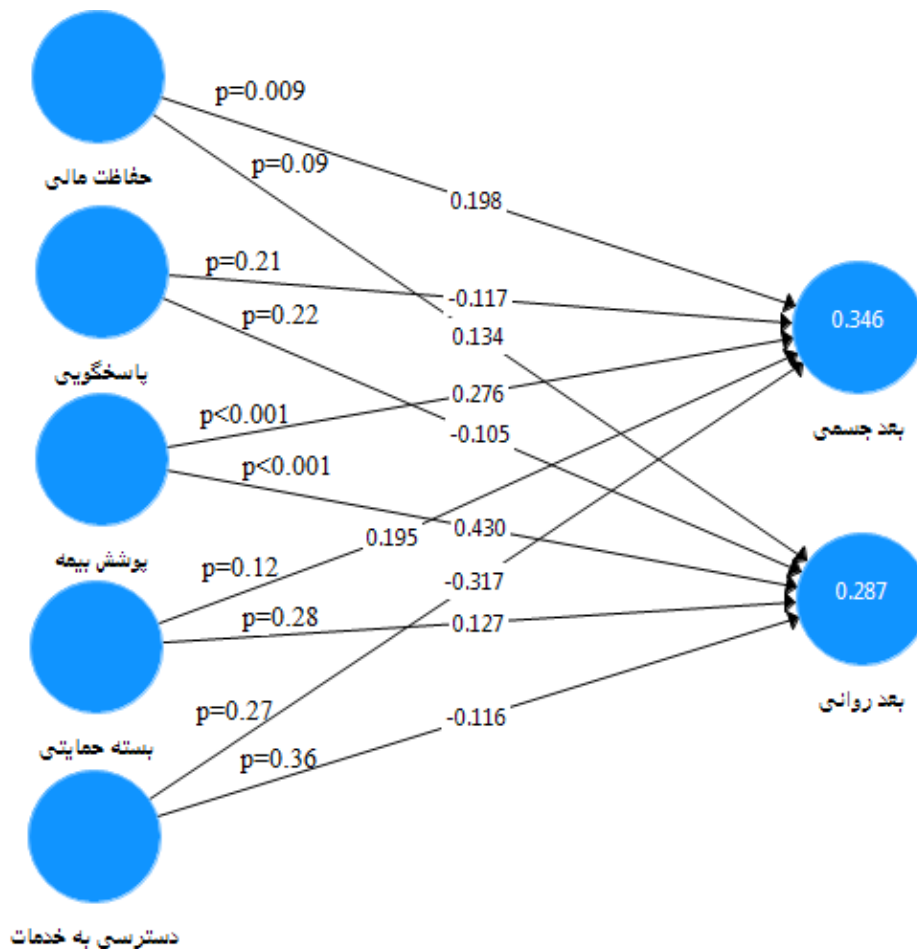 p=0.009
p=0.09
0.198
حفاظت مالی
p=0.21
-0.117
p=0.22
0.134
0.346
پاسخگویی
0.276
بعد جسمی
p<0.001
-0.105
p<0.001
0.430
0.195
پوشش بیمه
p=0.12
-0.317
0.287
p=0.28
0.127
بعد روانی
p=0.27
-0.116
بسته حمایتی
p=0.36
دسترسی به خدمات